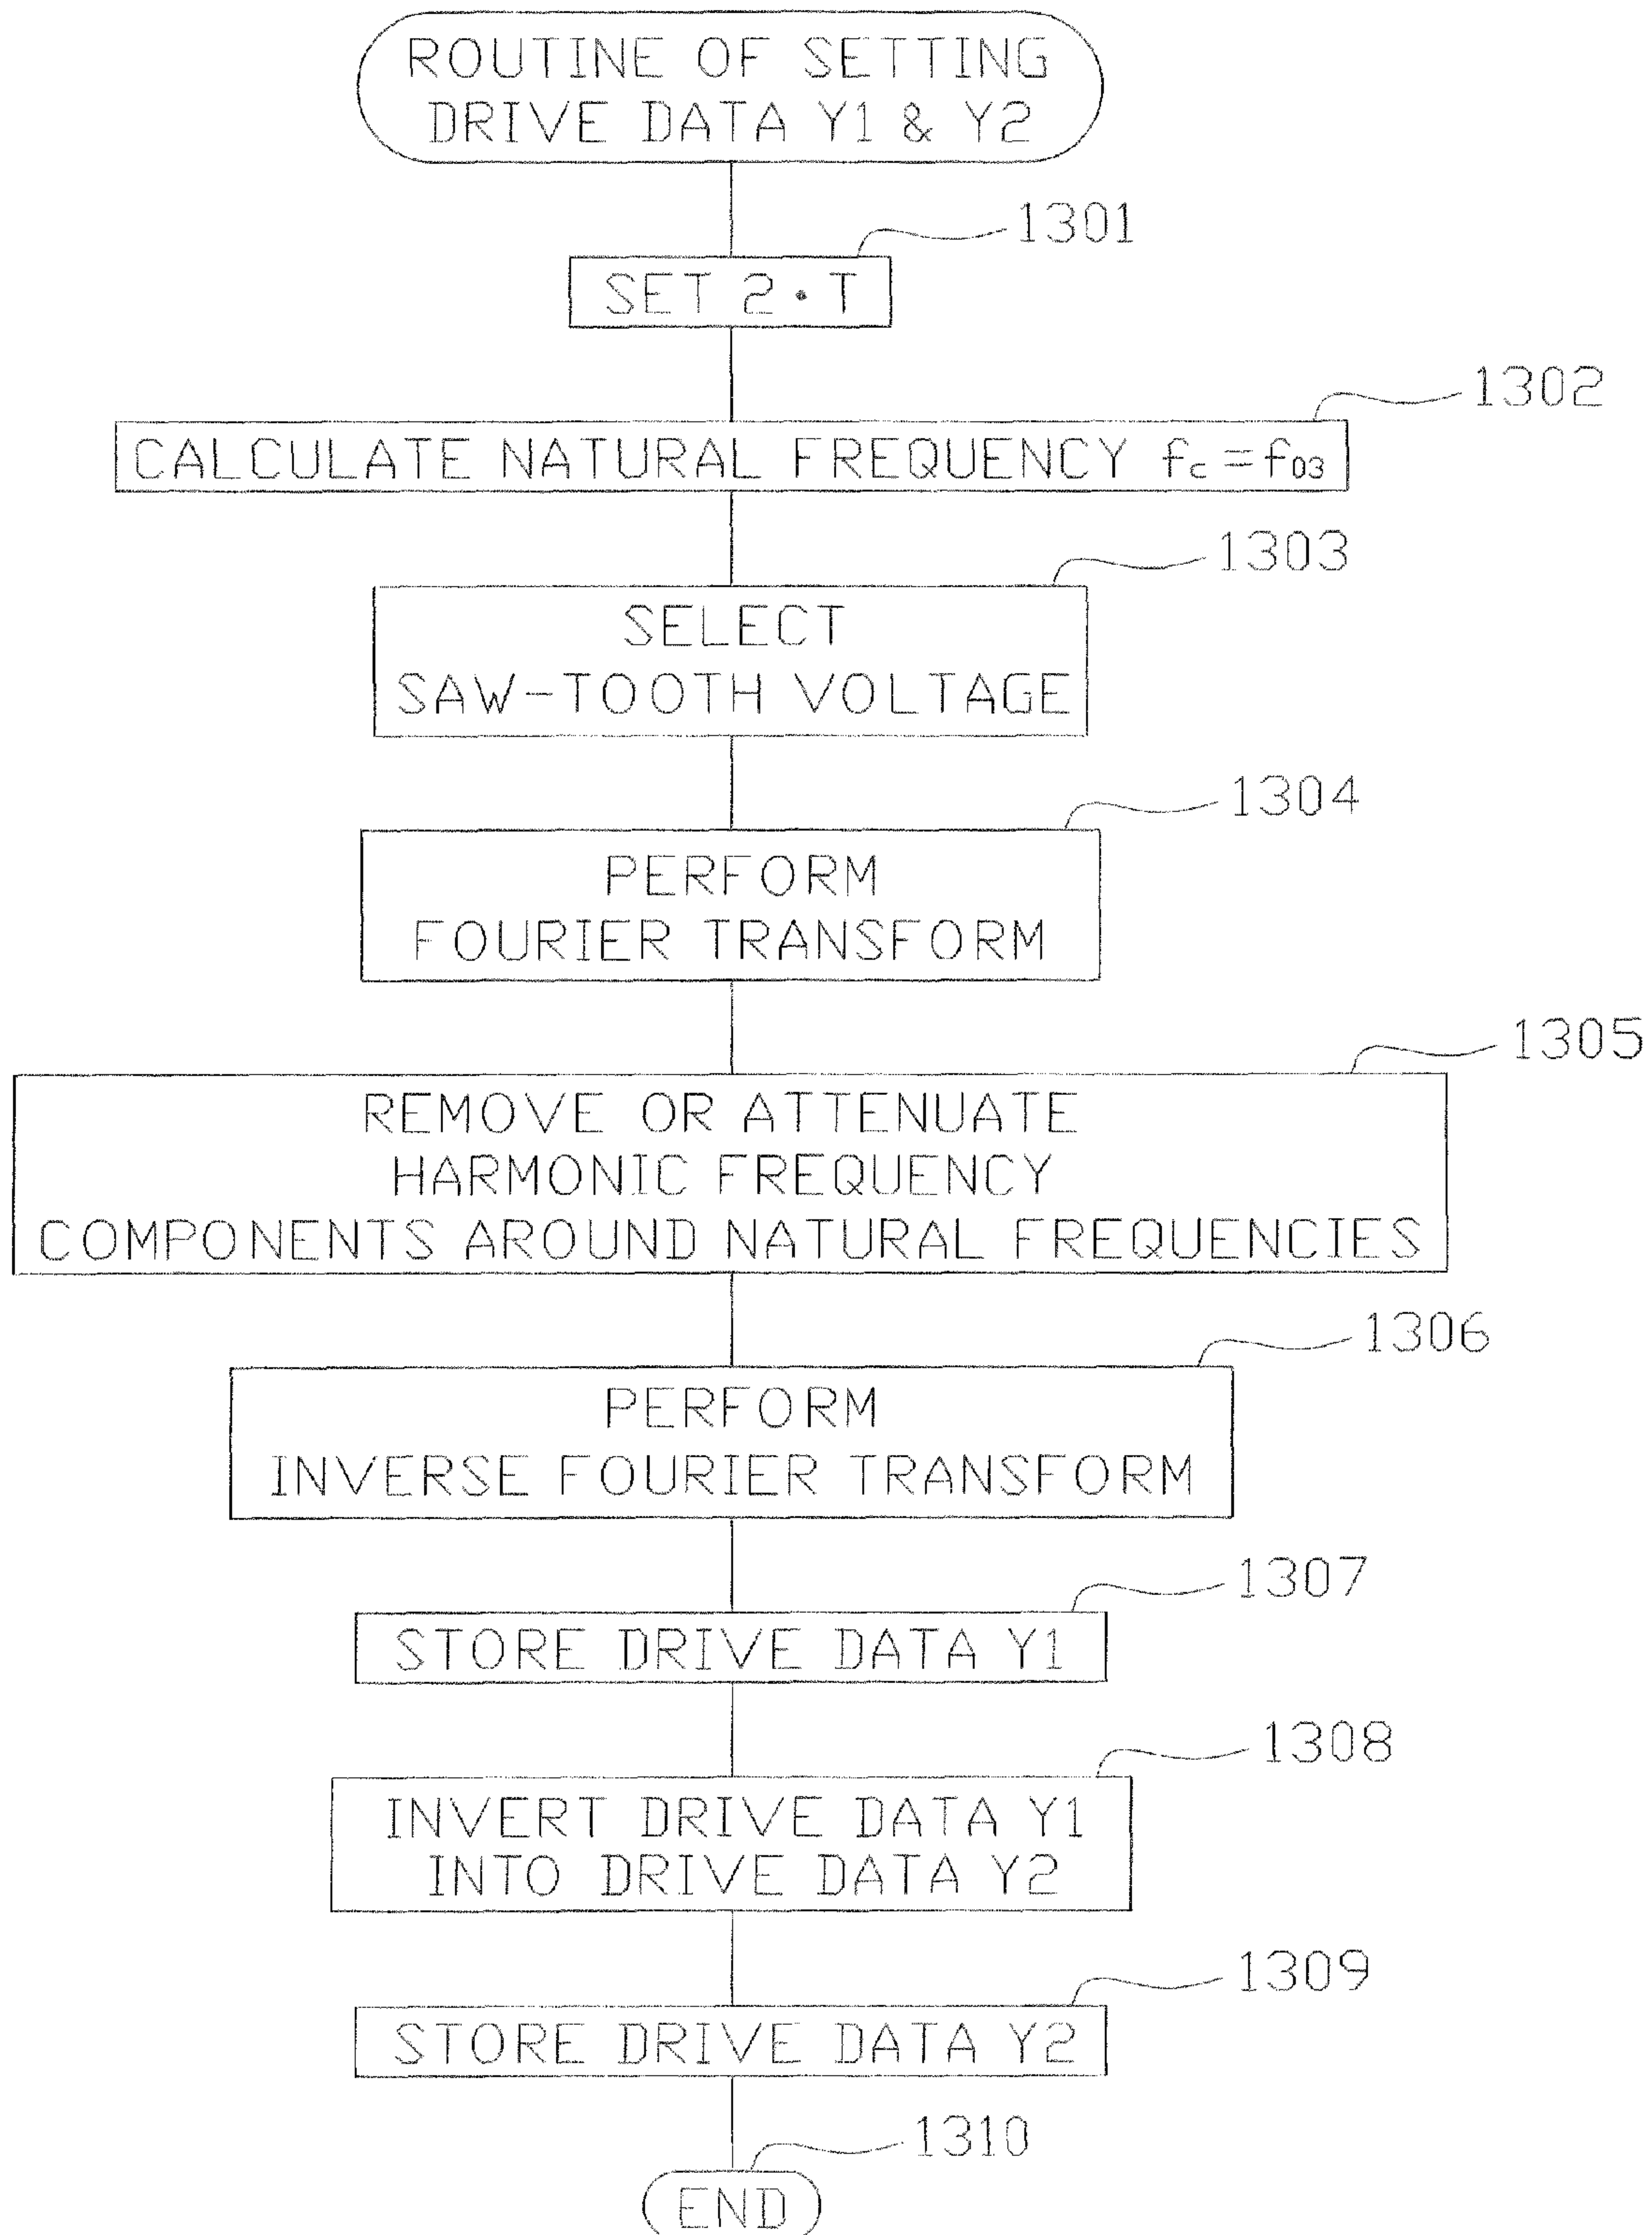 ROUTINE OF SETTING
DRIVE DATA Y1 & Y2
1301
SET 2・T
1302
CALCULATE NATURAL FREQUENCY fc=f03
1303
SELECT
SAW-TOOTH VOLTAGE
1304
PERFORM
FOURIER TRANSFORM
1305
REMOVE OR ATTENUATE
HARMONIC FREQUENCY
COMPONENTS AROUND NATURAL FREQUENCIES
1306
PERFORM
INVERSE FOURIER TRANSFORM
1307
STORE DRIVE DATA Y1
1308
INVERT DRIVE DATA Y1
INTO DRIVE DATA Y2
1309
STORE DRIVE DATA Y2
1310
END